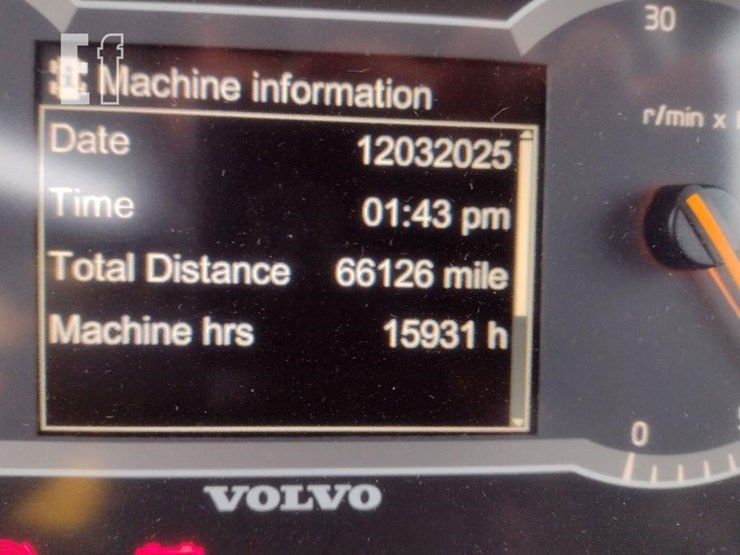 Ef
Machine information
Date 12032025
Time 01:43 pm
Total Distance 66126 mile
Machine hrs 15931 h
VOLVO
30
r/min x
0